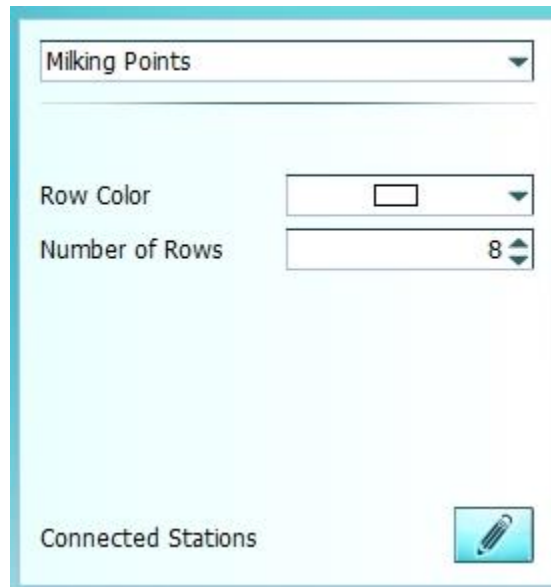 Milking Points
Row Color
Number of Rows 8
Connected Stations